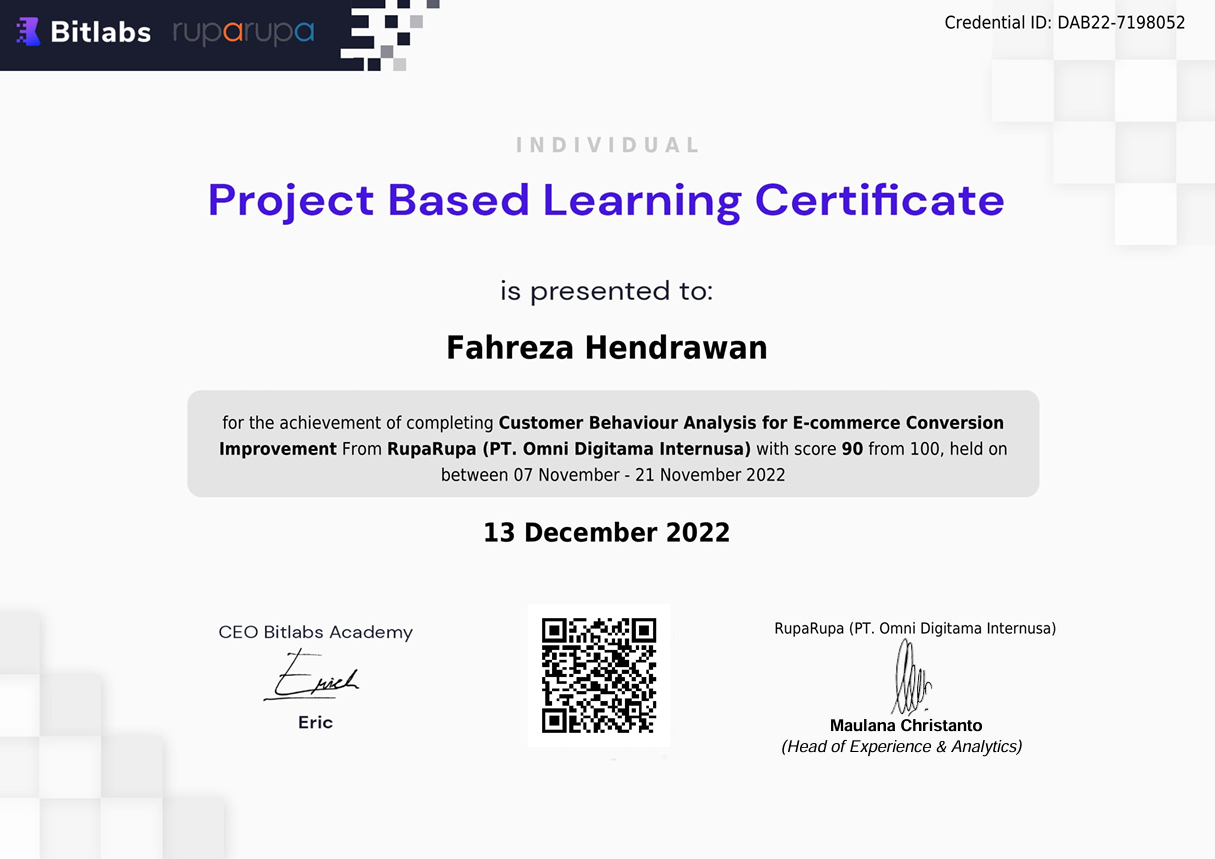 Bitlabs ruparupa
Credential ID: DAB22-7198052
INDIVIDUAL
Project Based Learning Certificate
is presented to:
Fahreza Hendrawan
for the achievement of completing Customer Behaviour Analysis for E-commerce Conversion
Improvement From RupaRupa (PT. Omni Digitama Internusa) with score 90 from 100, held on
between 07 November - 21 November 2022
13 December 2022
CEO Bitlabs Academy
Erich
Eric
RupaRupa (PT. Omni Digitama Internusa)
Maulana Christanto
(Head of Experience & Analytics)